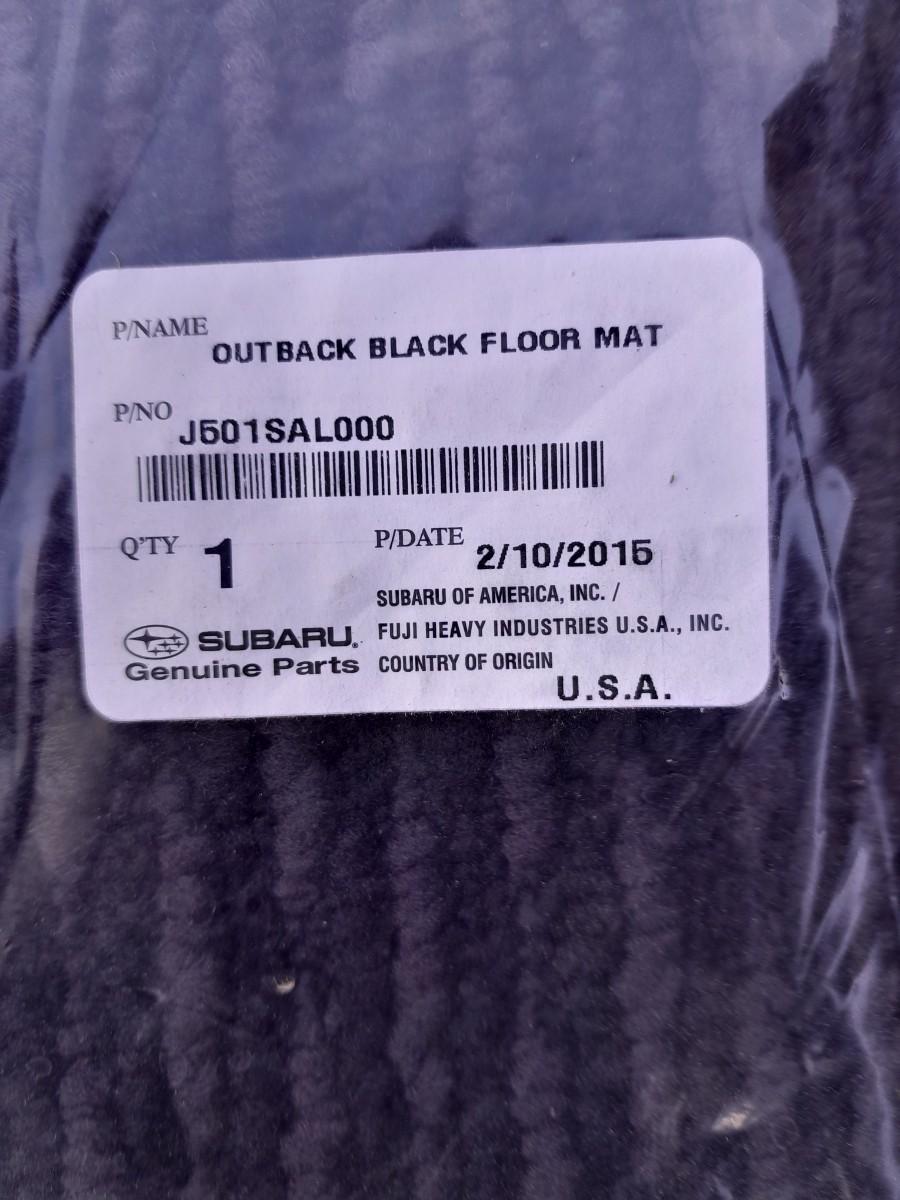 P/NAME
OUTBACK BLACK FLOOR MAT
P/NO
J501SAL000
Q'TY 1
P/DATE 2/10/2015
SUBARU OF AMERICA, INC. /
FUJI HEAVY INDUSTRIES U.S.A., INC.
COUNTRY OF ORIGIN
U.S.A.
SUBARU.
Genuine Parts